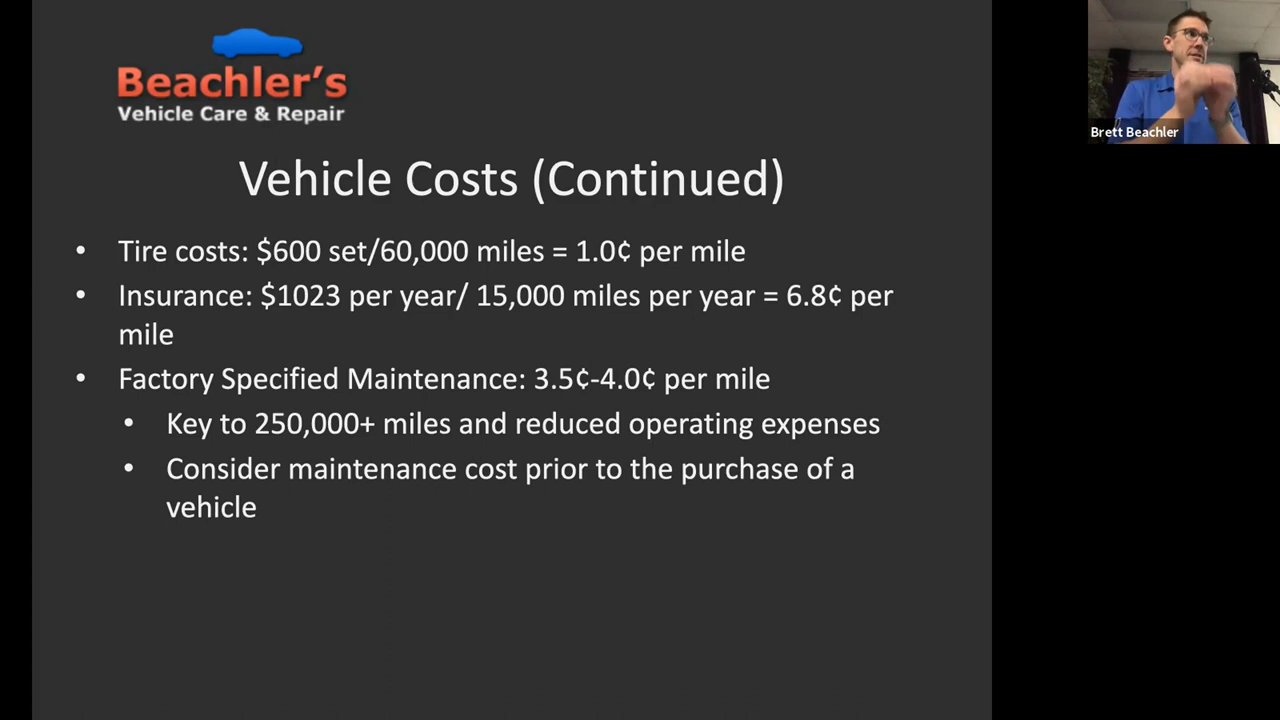 Beachler's
Vehicle Care & Repair
Brett Beachler
Vehicle Costs (Continued)
• Tire costs: $600 set/60,000 miles = 1.0¢ per mile
• Insurance: $1023 per year/ 15,000 miles per year = 6.8¢ per
mile
• Factory Specified Maintenance: 3.5¢-4.0¢ per mile
• Key to 250,000+ miles and reduced operating expenses
• Consider maintenance cost prior to the purchase of a
vehicle